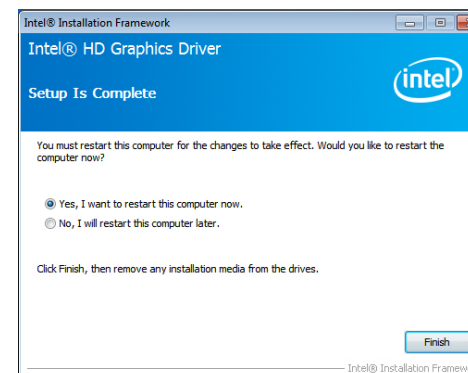 Intel® Installation Framework
Intel® HD Graphics Driver
Setup Is Complete
intel
You must restart this computer for the changes to take effect. Would you like to restart the
computer now?
Yes, I want to restart this computer now.
No, I will restart this computer later.
Click Finish, then remove any installation media from the drives.
Finish
Intel® Installation Framew